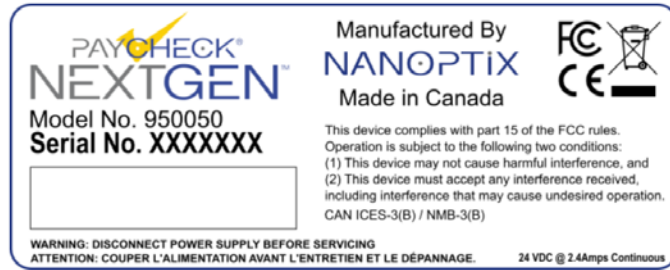 PAYCHECK®
NEXTGEN™
Model No. 950050
Serial No. XXXXXXX
WARNING: DISCONNECT POWER SUPPLY BEFORE SERVICING
ATTENTION: COUPER L'ALIMENTATION AVANT L'ENTRETIEN ET LE DÉPANNAGE.
Manufactured By
NANOPTiX
Made in Canada
FC
CE
This device complies with part 15 of the FCC rules.
Operation is subject to the following two conditions:
(1) This device may not cause harmful interference, and
(2) This device must accept any interference received,
including interference that may cause undesired operation.
CAN ICES-3(B) / NMB-3(B)
24 VDC @ 2.4Amps Continuous